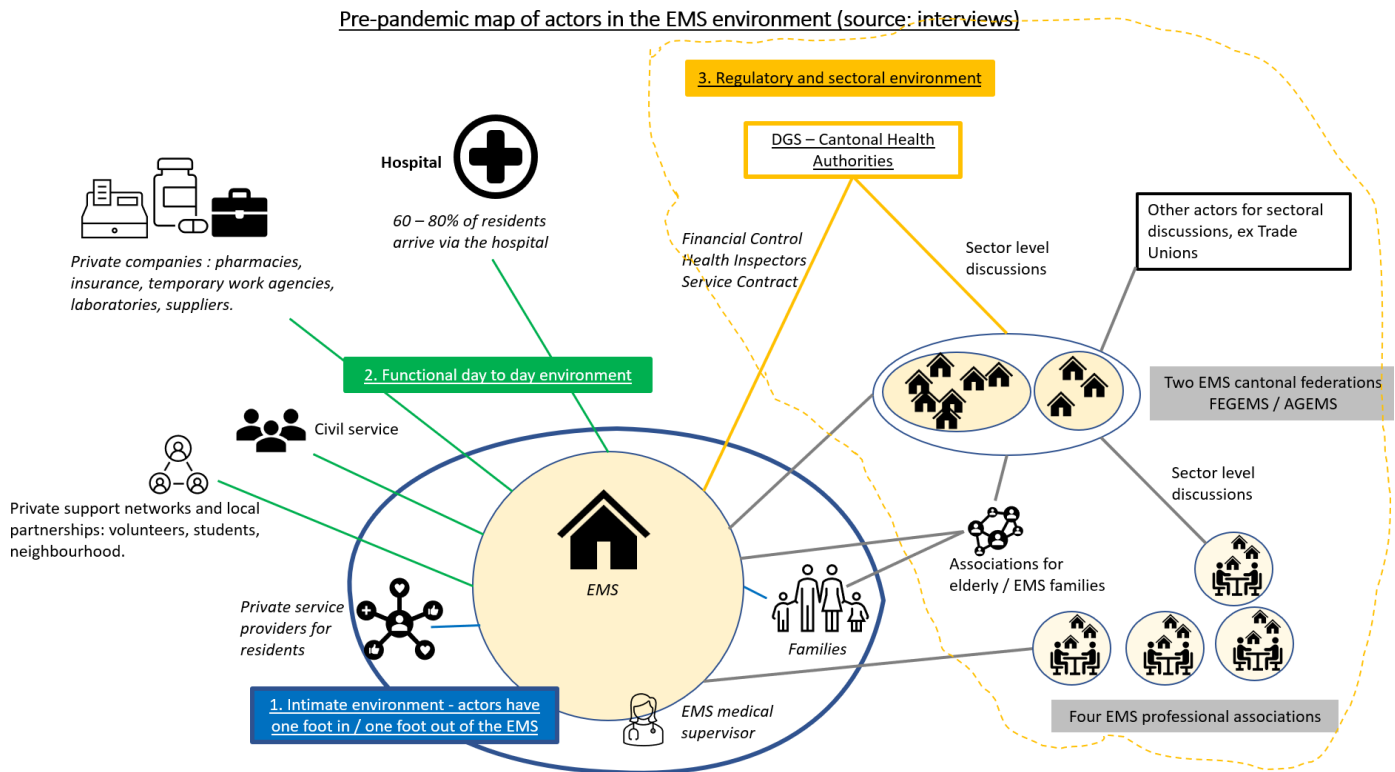 Pre-pandemic map of actors in the EMS environment (source: interviews)
3. Regulatory and sectoral environment
DGS – Cantonal Health
Authorities
Hospital
60 – 80% of residents
arrive via the hospital
Private companies : pharmacies,
insurance, temporary work agencies,
laboratories, suppliers.
Financial Control
Health Inspectors
Service Contract
Sector level
discussions
Other actors for sectoral
discussions, ex Trade
Unions
2. Functional day to day environment
Two EMS cantonal federations
FEGEMS / AGEMS
Civil service
Private support networks and local
partnerships: volunteers, students,
neighbourhood.
Sector level
discussions
EMS
Associations for
elderly / EMS families
Private service
providers for
residents
Families
1. Intimate environment - actors have
one foot in / one foot out of the EMS
EMS medical
supervisor
Four EMS professional associations